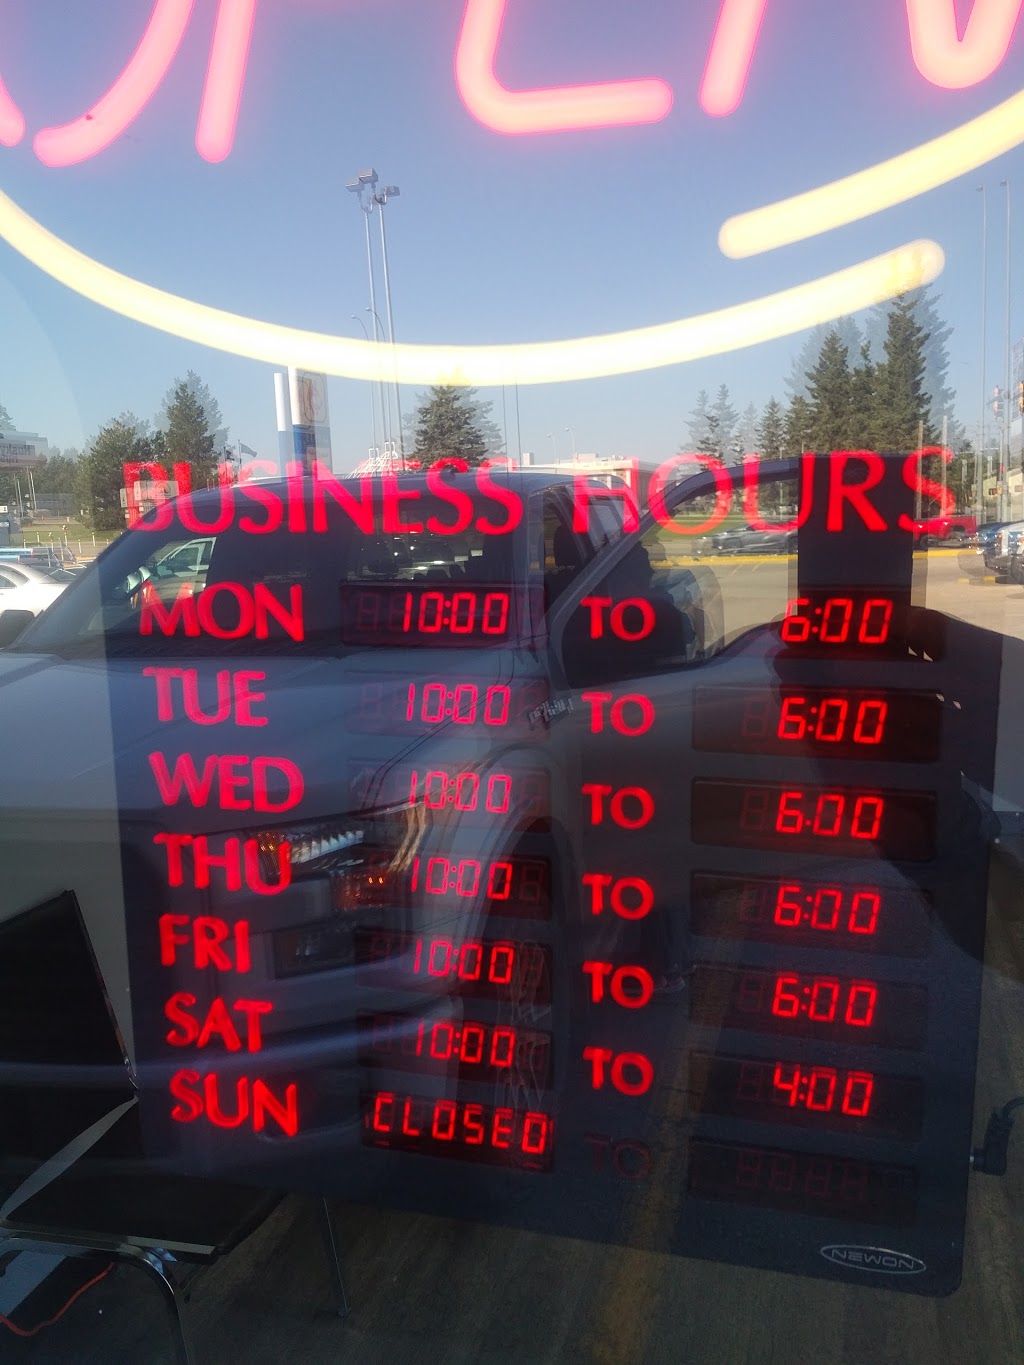 OPEN
BUSINESS HOURS
MON 10:00 TO 6:00
TUE 10:00 TO 6:00
WED 10:00 TO 6:00
THU 10:00 TO 6:00
FRI 10:00 TO 6:00
SAT 10:00 TO 4:00
SUN CLOSED TO
NEWON